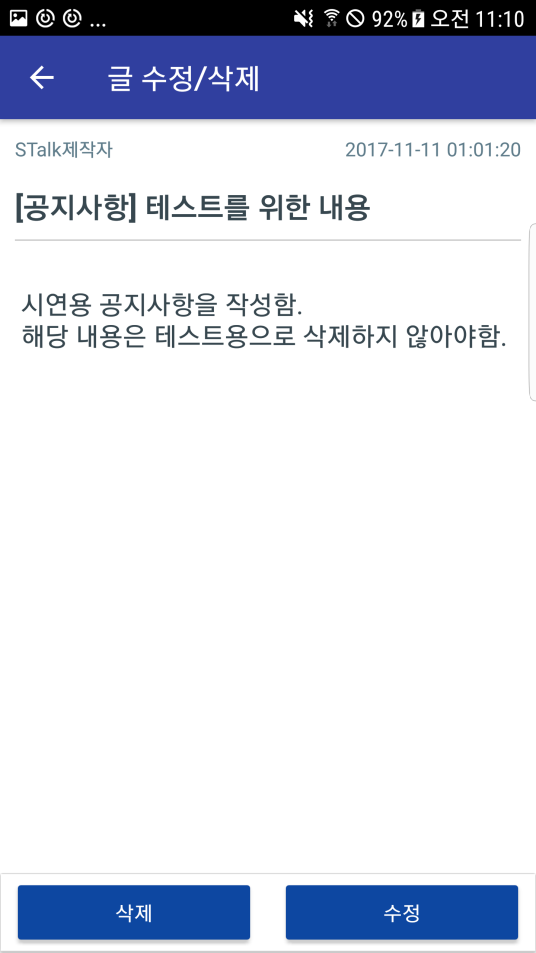 ... 92% 오전 11:10
글 수정/삭제
STalk제작자 2017-11-11 01:01:20
[공지사항] 테스트를 위한 내용
시연용 공지사항을 작성함.
해당 내용은 테스트용으로 삭제하지 않아야함.
삭제 수정